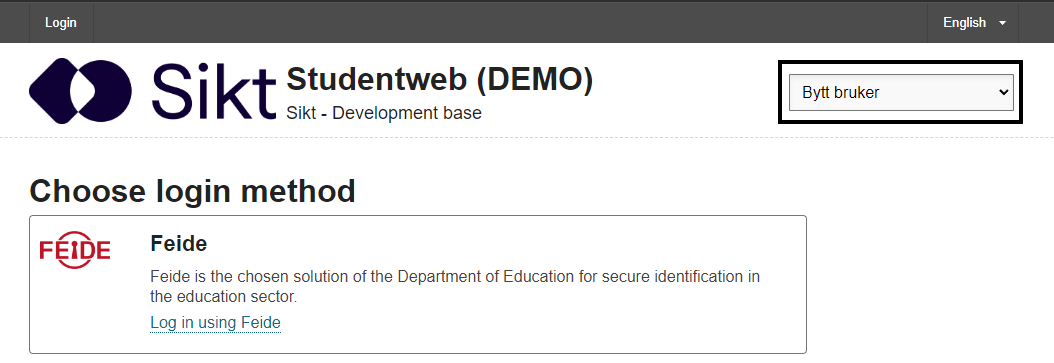 Login
English
Sikt
Studentweb (DEMO)
Sikt - Development base
Bytt bruker
Choose login method
FEIDE
Feide
Feide is the chosen solution of the Department of Education for secure identification in
the education sector.
Log in using Feide